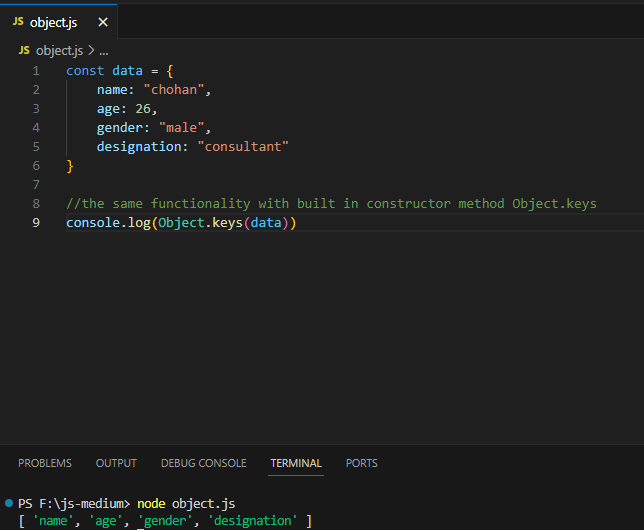 JS object.js ×
JS object.js > ...
1 const data = {
2     name: "chohan",
3     age: 26,
4     gender: "male",
5     designation: "consultant"
6 }
7
8 //the same functionality with built in constructor method Object.keys
9 console.log(Object.keys(data))
PROBLEMS OUTPUT DEBUG CONSOLE TERMINAL PORTS
PS F:\js-medium> node object.js
[ 'name', 'age', 'gender', 'designation' ]